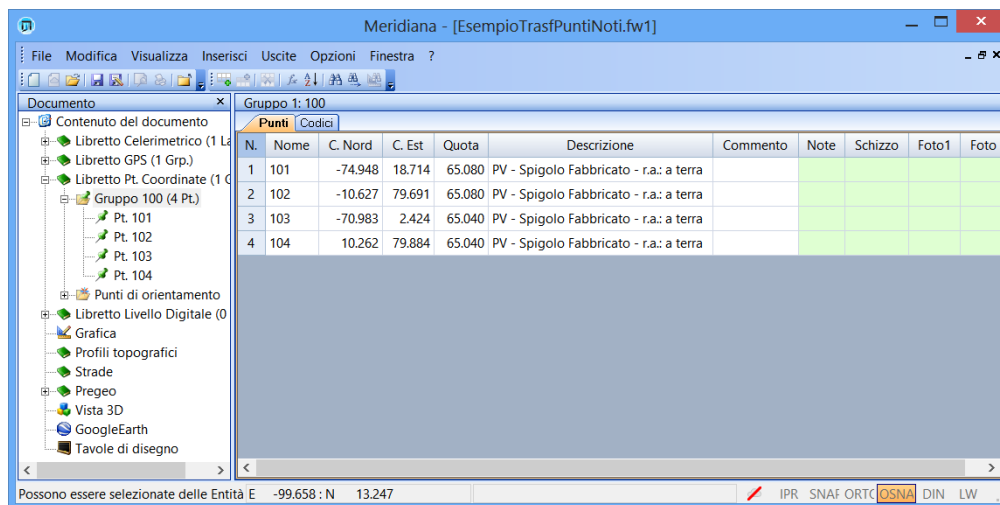 Meridiana - [EsempioTrasfPuntiNoti.fw1]
File Modifica Visualizza Inserisci Uscite Opzioni Finestra ?
Documento
Contenuto del documento
Libretto Celerimetrico (1 La
Libretto GPS (1 Grp.)
Libretto Pt. Coordinate (1 G
Gruppo 100 (4 Pt.)
Pt. 101
Pt. 102
Pt. 103
Pt. 104
Punti di orientamento
Libretto Livello Digitale (0
Grafica
Profili topografici
Strade
Pregeo
Vista 3D
GoogleEarth
Tavole di disegno
Gruppo 1: 100
Punti Codici
N. Nome C. Nord C. Est Quota Descrizione Commento Note Schizzo Foto1 Foto
1 101 -74.948 18.714 65.080 PV - Spigolo Fabbricato - r.a.: a terra
2 102 -10.627 79.691 65.080 PV - Spigolo Fabbricato - r.a.: a terra
3 103 -70.983 2.424 65.040 PV - Spigolo Fabbricato - r.a.: a terra
4 104 10.262 79.884 65.040 PV - Spigolo Fabbricato - r.a.: a terra
Possono essere selezionate delle Entità E -99.658 : N 13.247 IPR SNAF ORTO OSNA DIN LW